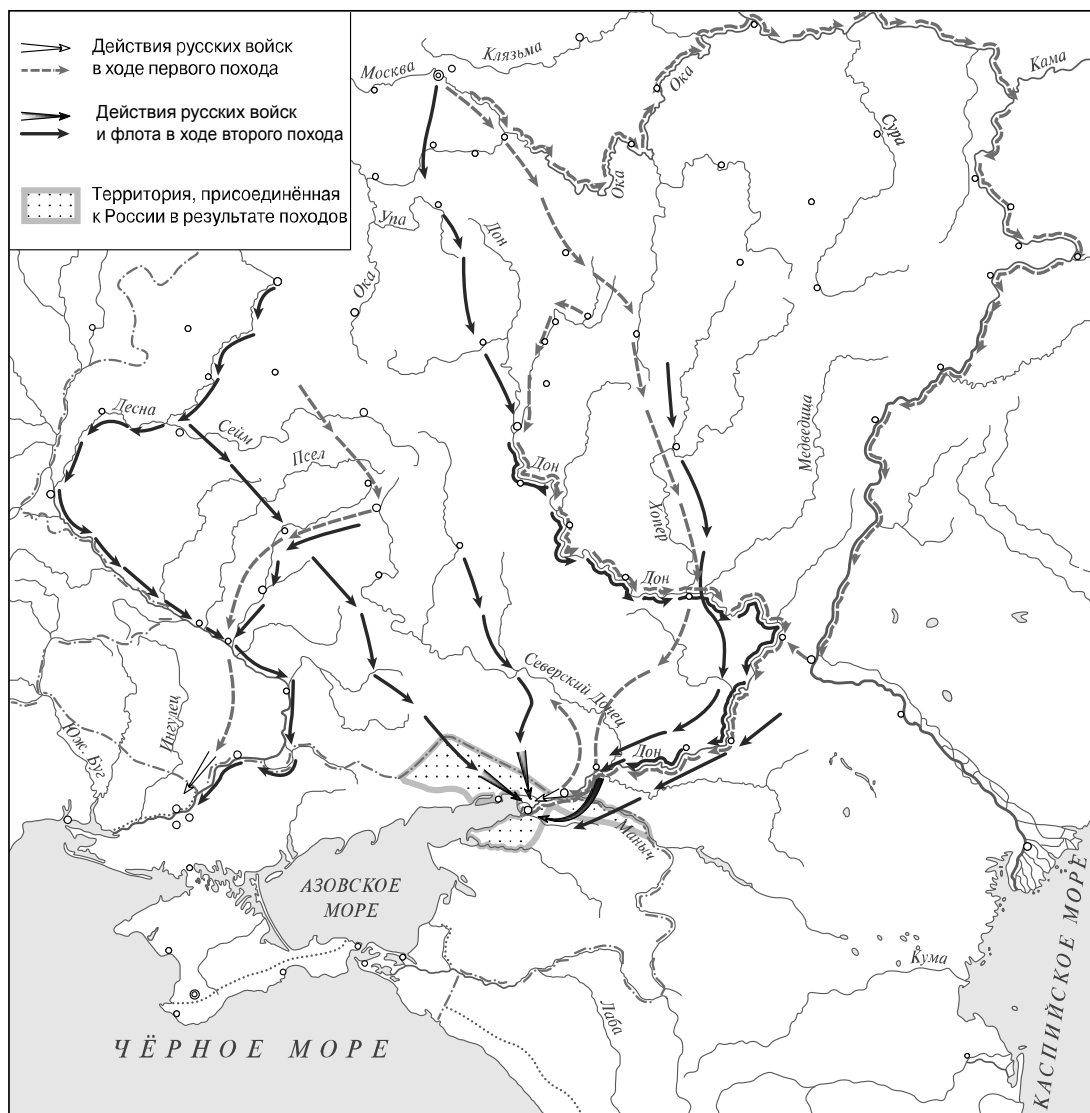 Действия русских войск
в ходе первого похода
Действия русских войск
и флота в ходе второго похода
Территория, присоединённая
к России в результате походов
Клязьма
Москва
Ока
Кама
Сура
Ока
Упа
Дон
Ока
Десна
Сейм
Псел
Дон
Хопер
Медведица
Дон
Северский Донец
Дон
Ингулец
Юж. Буг
Маныч
АЗОВСКОЕ
МОРЕ
Кума
Лаба
ЧЁРНОЕ МОРЕ
КАСПИЙСКОЕ МОРЕ